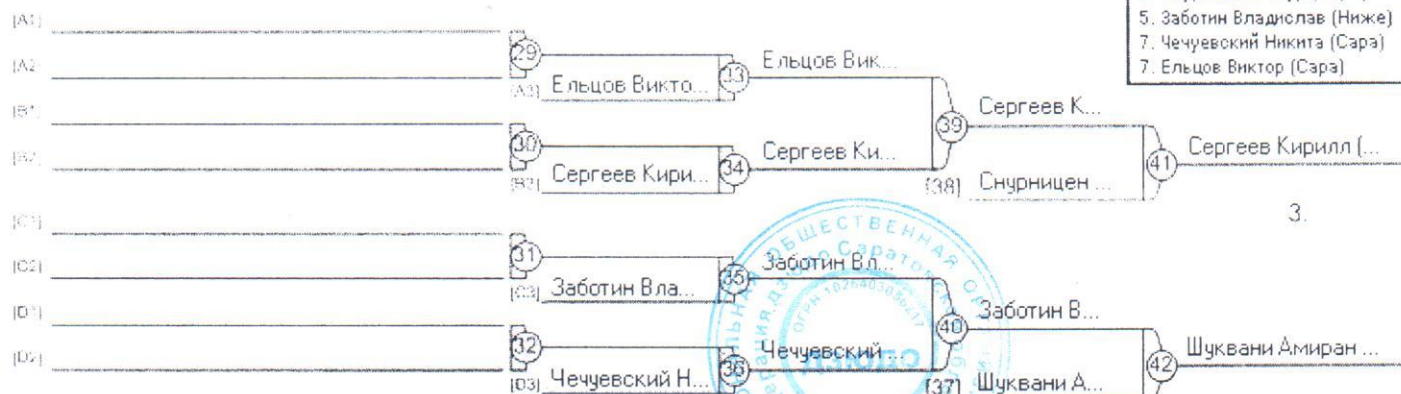 5. Заботин Владислав (Ниже)
7. Чечуевский Никита (Сара)
7. Ельцов Виктор (Сара)
[A1]
[A2]
29
[A3] Ельцов Викто...
33
Ельцов Вик...
[B1]
[B2]
30
[B3] Сергеев Кири...
34
Сергеев Ки...
39
Сергеев К...
[38] Снурницен ...
41
Сергеев Кирилл (...
3.
[C1]
[C2]
31
[C3] Заботин Вла...
35
Заботин Вл...
[D1]
[D2]
32
[D3] Чечуевский Н...
36
Чечуевский ...
40
Заботин В...
[37] Шуквани А...
42
Шуквани Амиран ...
ДЗЮДО